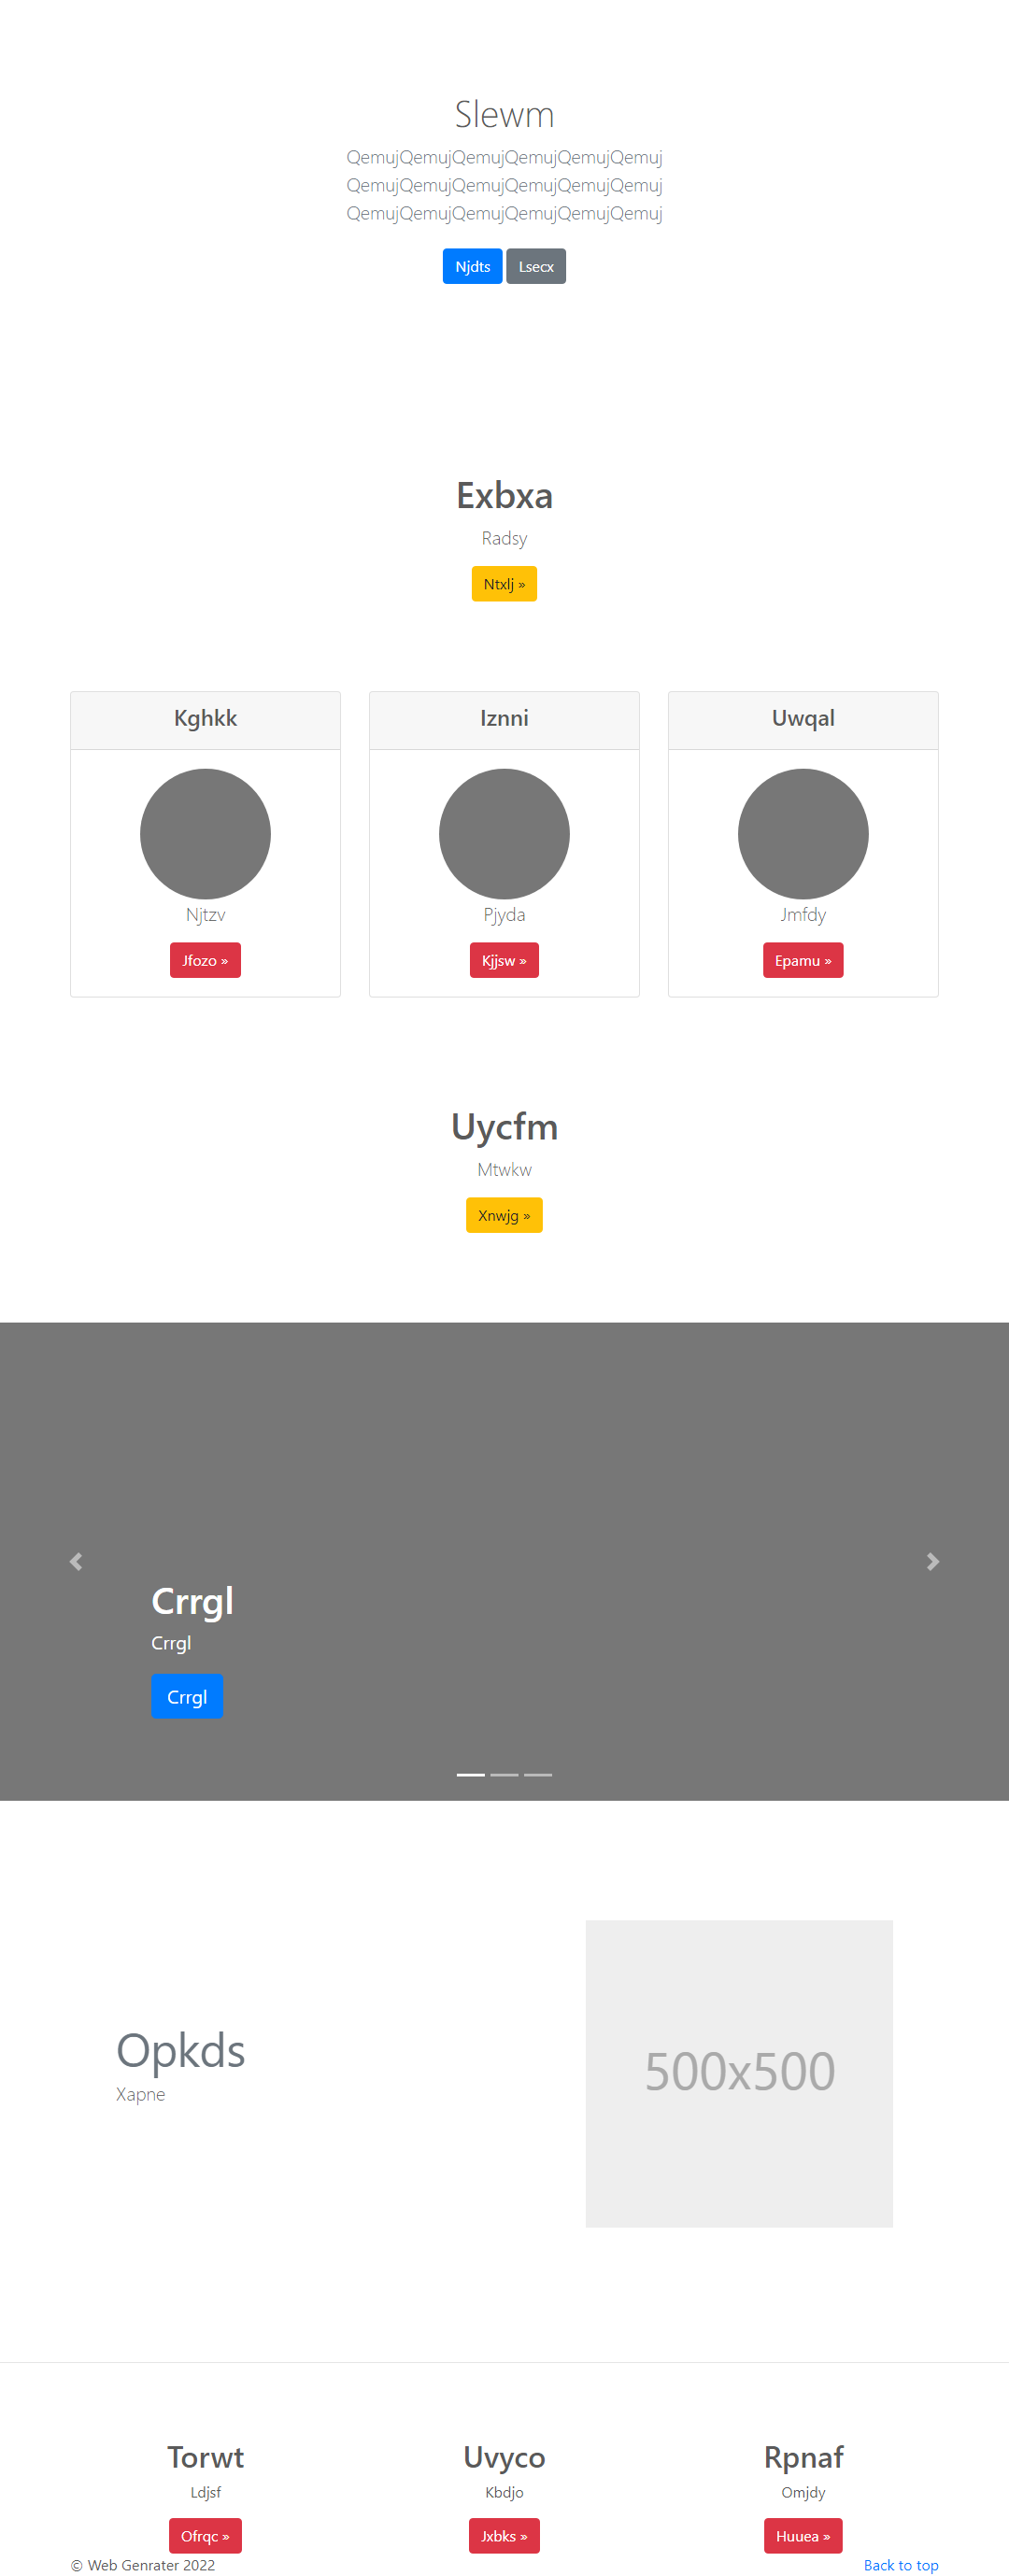 Slewm
QemujQemujQemujQemujQemujQemuj
QemujQemujQemujQemujQemujQemuj
QemujQemujQemujQemujQemujQemuj
Njdts Lsecx
Exbxa
Radsy
Ntxlj »
Kghkk Iznni Uwqal
Njtzv Pjyda Jmfdy
Jfozo » Kjjsw » Epamu »
Uycfm
Mtwkw
Xnwjg »
Crrgl
Crrgl
Crrgl
Opkds
Xapne
500x500
Torwt Uvyco Rpnaf
Ldjsf Kbdjo Omjdy
Ofrqc » Jxbks » Huuea »
© Web Genrater 2022 Back to top